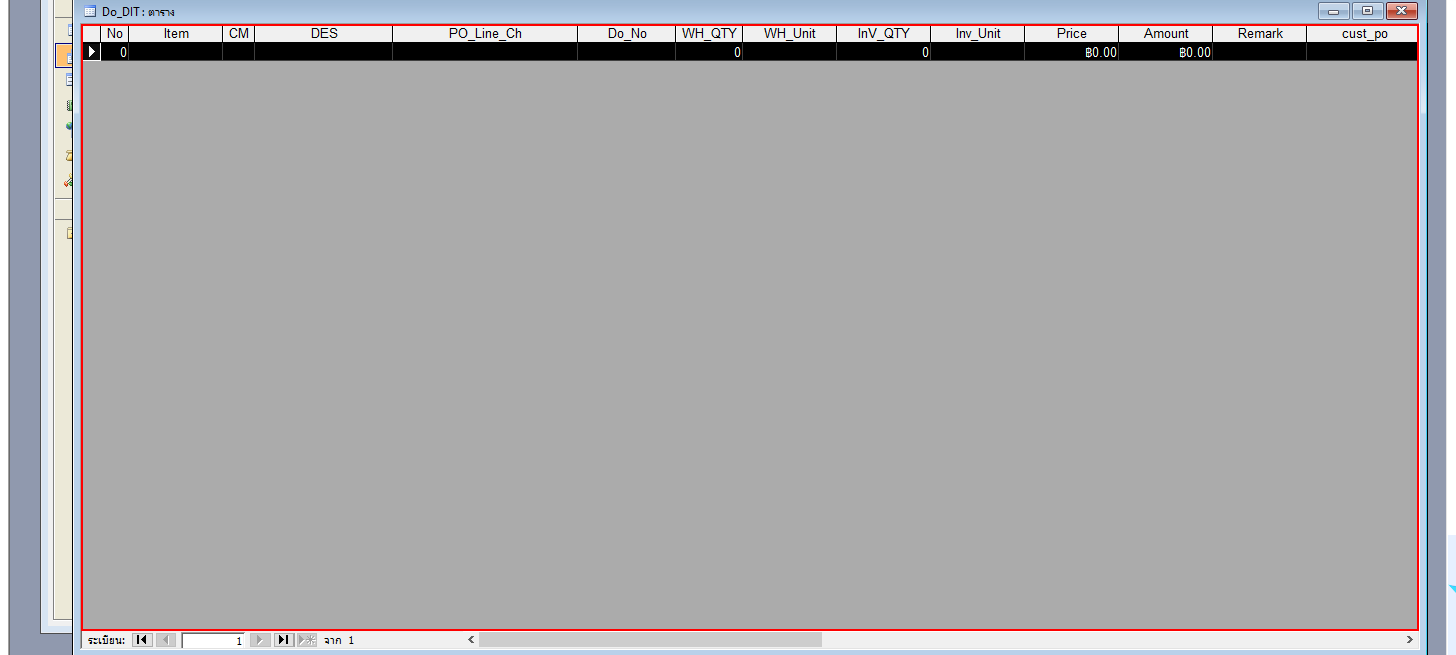 Do_DIT : ตาราง
No Item CM DES PO_Line_Ch Do_No WH_QTY WH_Unit InV_QTY Inv_Unit Price Amount Remark cust_po
0 0 0 ฿0.00 ฿0.00
ระเบียน: 1 จาก 1